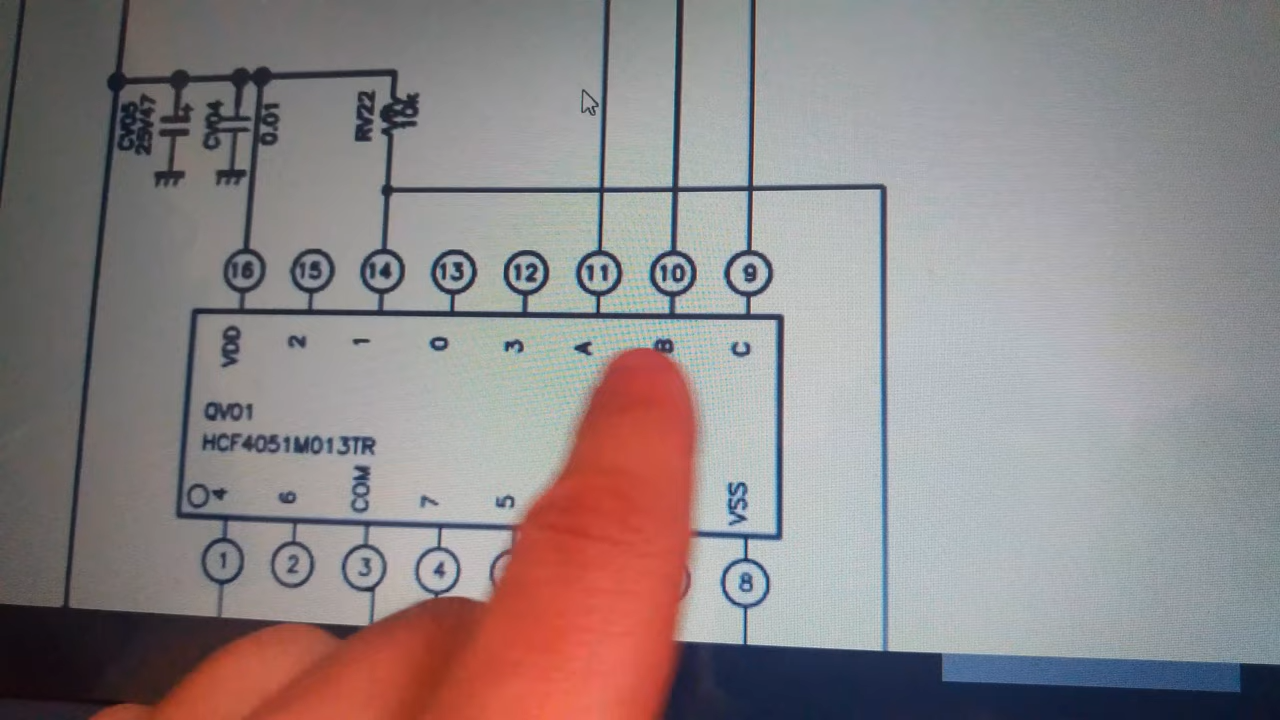 CV05
25V47
CV04
0.01
RV22
10k
16 15 14 13 12 11 10 9
VDD 2 1 0 3 A B C
QV01
HCF4051M013TR
4 6 COM 7 5 VSS
1 2 3 4 8